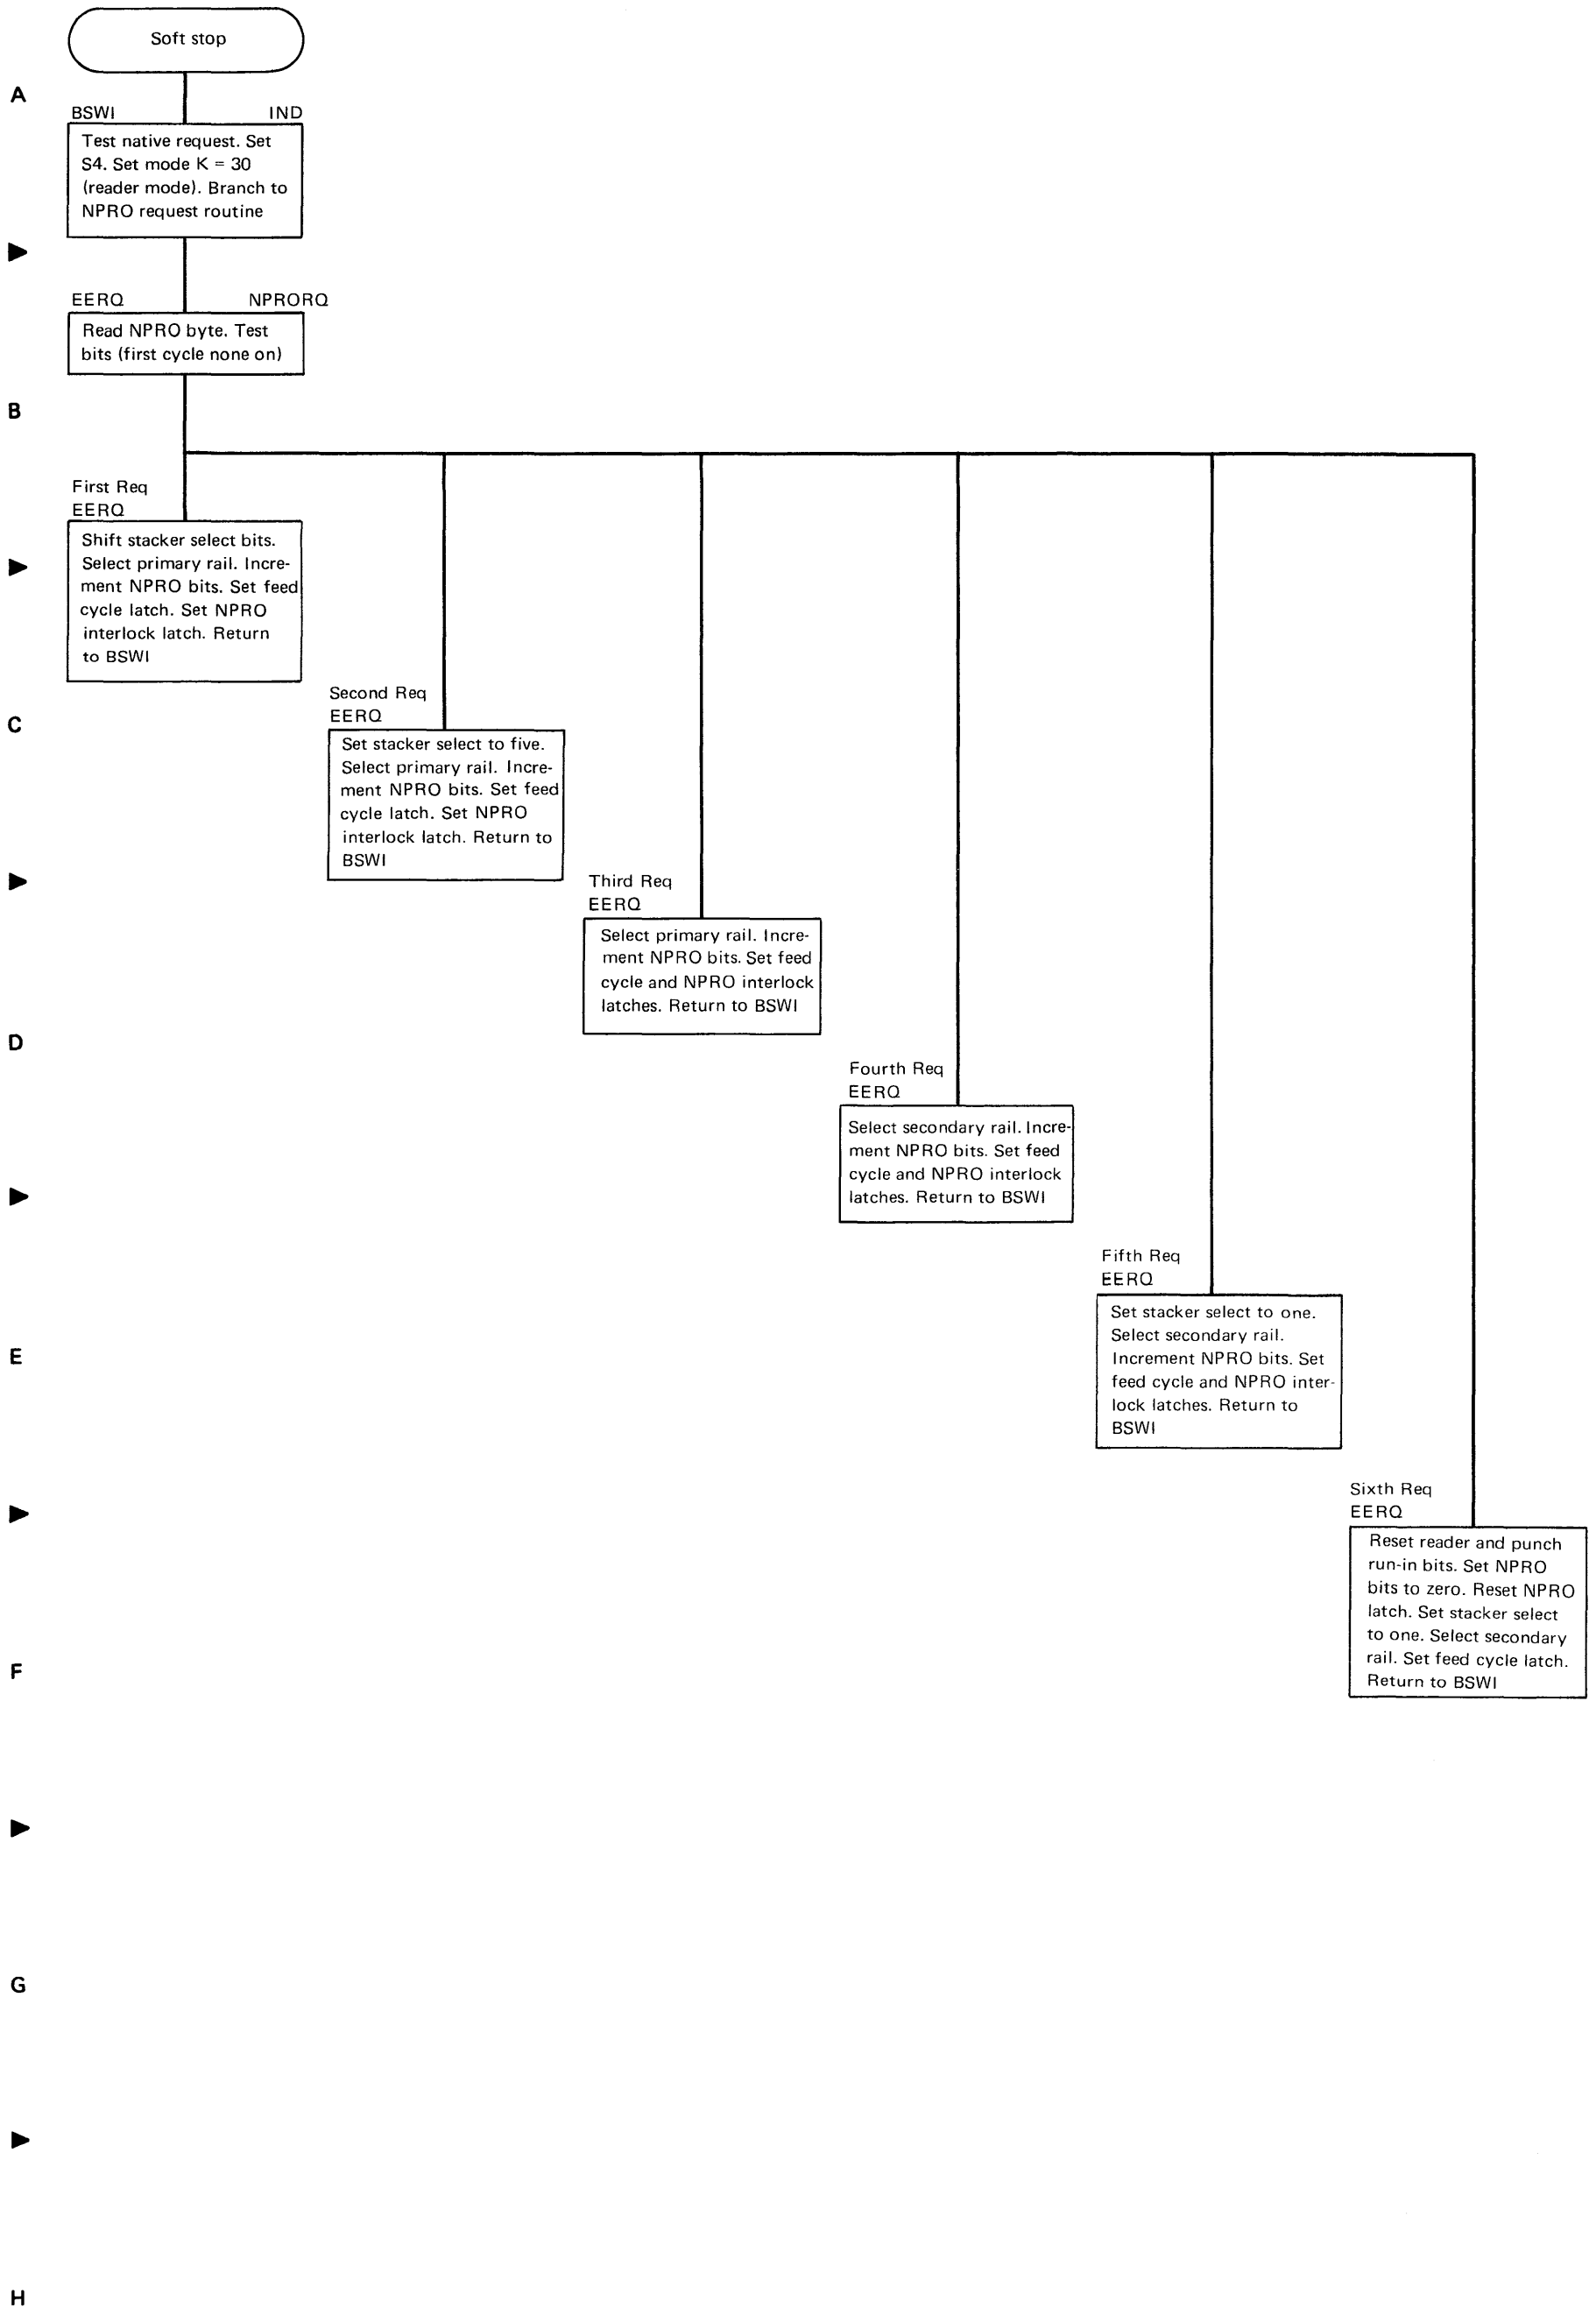 Soft stop
A
BSWI IND
Test native request. Set
S4. Set mode K = 30
(reader mode). Branch to
NPRO request routine
EERQ NPRORQ
Read NPRO byte. Test
bits (first cycle none on)
B
First Req
EERQ
Shift stacker select bits.
Select primary rail. Incre-
ment NPRO bits. Set feed
cycle latch. Set NPRO
interlock latch. Return
to BSWI
C
Second Req
EERQ
Set stacker select to five.
Select primary rail. Incre-
ment NPRO bits. Set feed
cycle latch. Set NPRO
interlock latch. Return to
BSWI
Third Req
EERQ
Select primary rail. Incre-
ment NPRO bits. Set feed
cycle and NPRO interlock
latches. Return to BSWI
D
Fourth Req
EERQ
Select secondary rail. Incre-
ment NPRO bits. Set feed
cycle and NPRO interlock
latches. Return to BSWI
Fifth Req
EERQ
Set stacker select to one.
Select secondary rail.
Increment NPRO bits. Set
feed cycle and NPRO inter-
lock latches. Return to
BSWI
E
Sixth Req
EERQ
Reset reader and punch
run-in bits. Set NPRO
bits to zero. Reset NPRO
latch. Set stacker select
to one. Select secondary
rail. Set feed cycle latch.
Return to BSWI
F
G
H